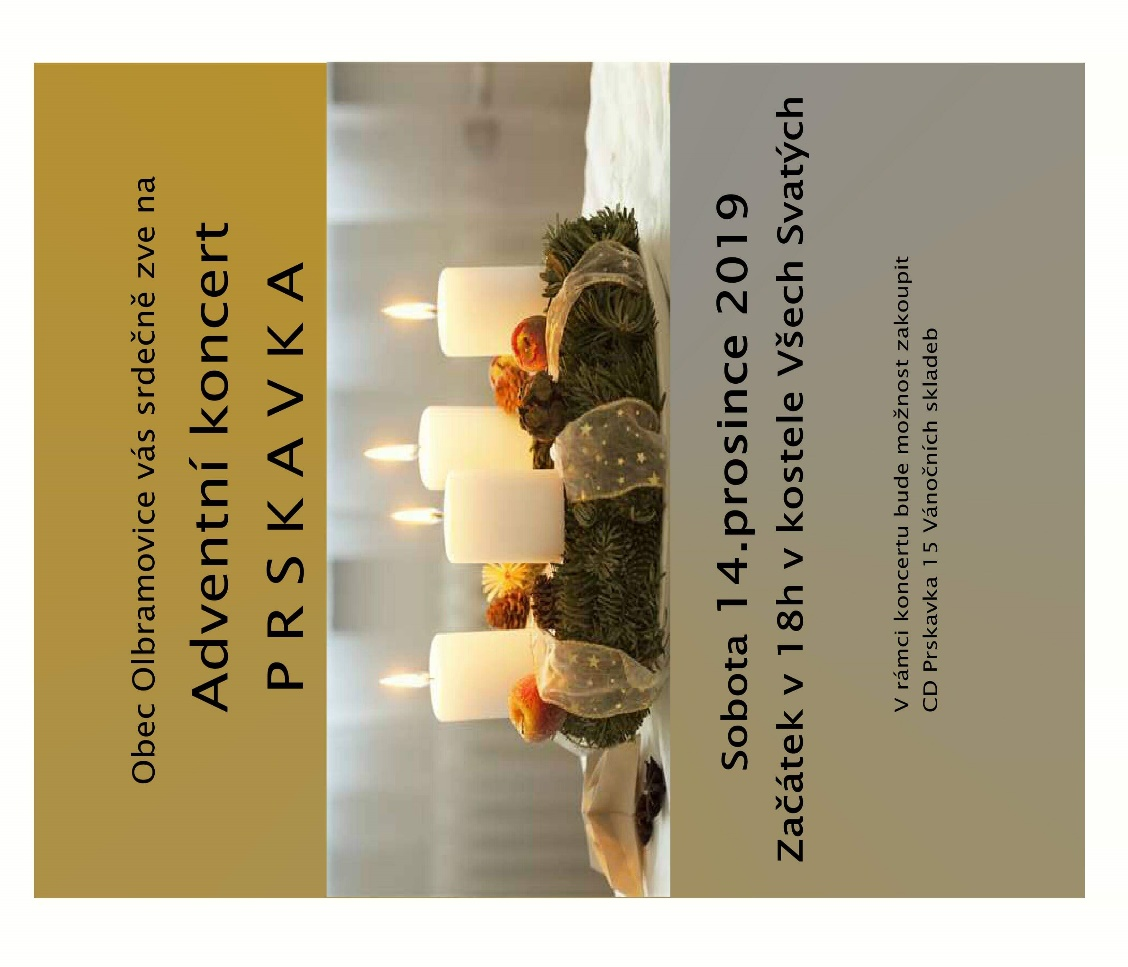 Obec Olbramovice vás srdečně zve na
Adventní koncert
PRSKAVKA
Sobota 14.prosince 2019
Začátek v 18h v kostele Všech Svatých
V rámci koncertu bude možnost zakoupit
CD Prskavka 15 Vánočních skladeb